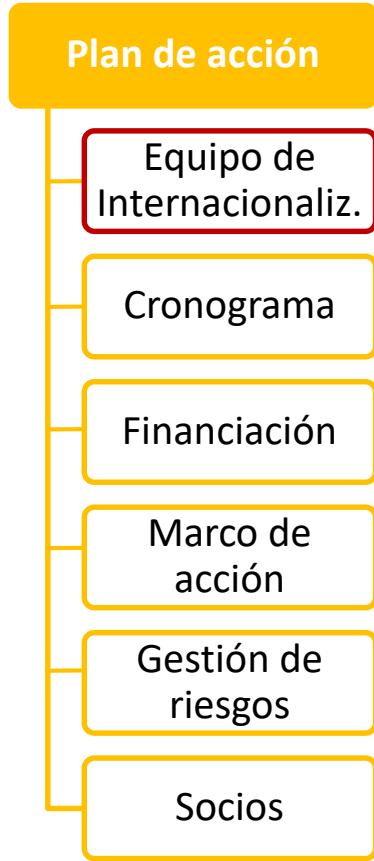 Plan de acción
Equipo de
Internacionaliz.
Cronograma
Financiación
Marco de
acción
Gestión de
riesgos
Socios